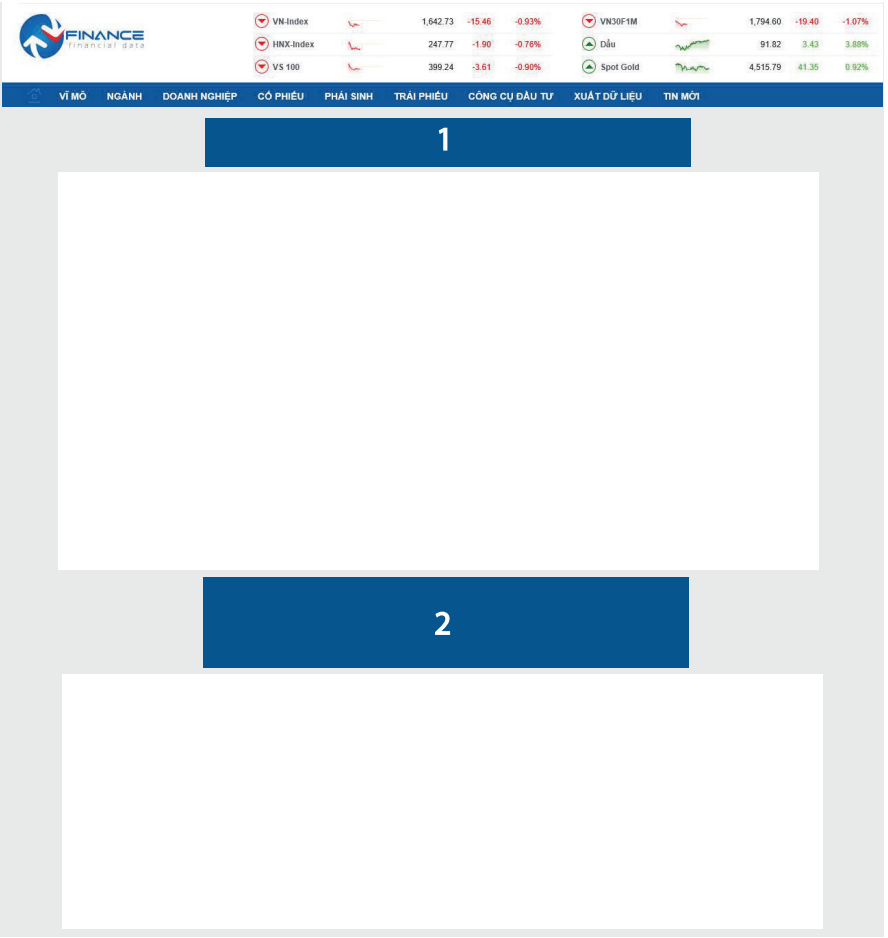 FINANCE
financial data
VN-Index 1,642.73 -15.46 -0.93% VN30F1M 1,794.60 -19.40 -1.07%
HNX-Index 247.77 -1.90 -0.76% Dầu 91.82 3.43 3.88%
VS 100 399.24 -3.61 -0.90% Spot Gold 4,515.79 41.35 0.92%
VĨ MÔ NGÀNH DOANH NGHIỆP CỔ PHIẾU PHÁI SINH TRÁI PHIẾU CÔNG CỤ ĐẦU TƯ XUẤT DỮ LIỆU TIN MỚI
1
2